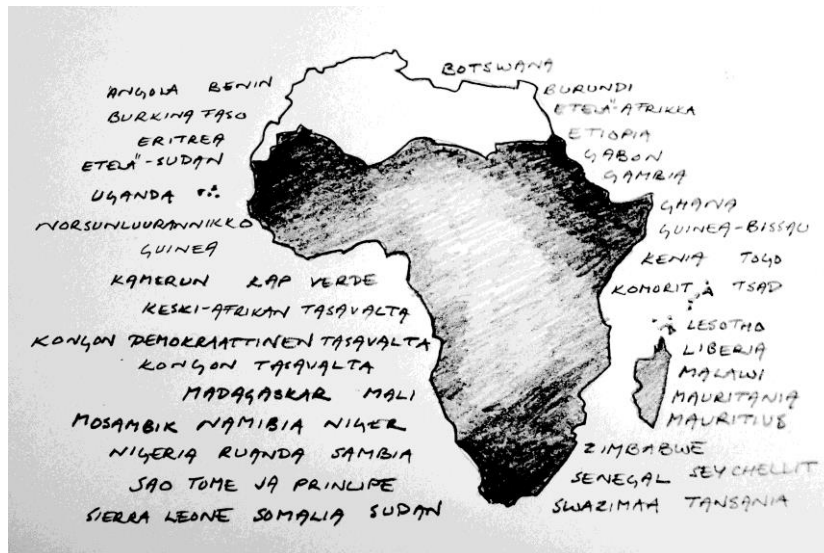 BOTSWANA
ANGOLA BENIN
BURKINA FASO
ERITREA
ETELÄ-SUDAN
UGANDA
NORSUNLUURANNIKKO
GUINEA
KAMERUN KAP VERDE
KESKI-AFRIKAN TASAVALTA
KONGON DEMOKRAATTINEN TASAVALTA
KONGON TASAVALTA
MADAGASKAR MALI
MOSAMBIK NAMIBIA NIGER
NIGERIA RUANDA SAMBIA
SAO TOME JA PRINCIPE
SIERRA LEONE SOMALIA SUDAN
BURUNDI
ETELÄ-AFRIKKA
ETIOPIA
GABON
GAMBIA
GHANA
GUINEA-BISSAU
KENIA TOGO
KOMORIT TSAD
LESOTHO
LIBERIA
MALAWI
MAURITANIA
MAURITIUS
ZIMBABWE
SENEGAL SEYCHELLIT
SWAZIMAA TANSANIA